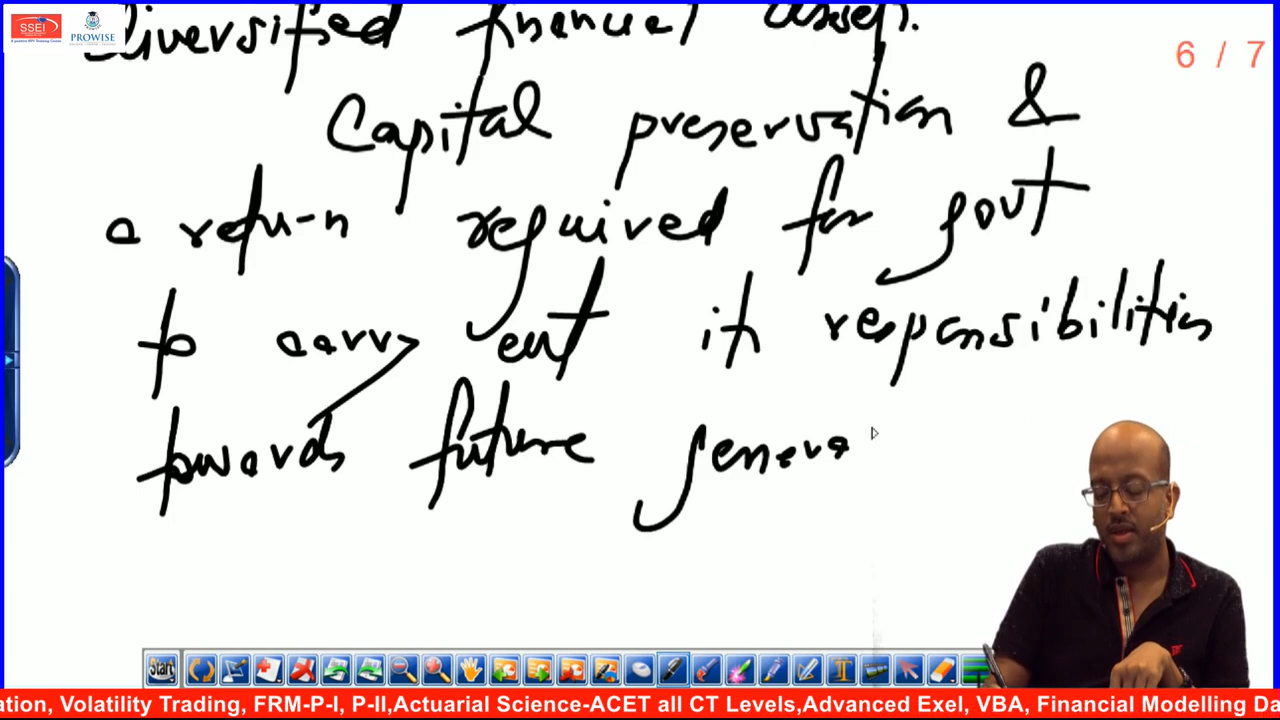 SSEI
PROWISE
6 / 7
Diversified financial assets.
Capital preservation &
a return required for govt
to carry out its responsibilities
towards future genera
Start
ation, Volatility Trading, FRM-P-I, P-II,Actuarial Science-ACET all CT Levels,Advanced Exel, VBA, Financial Modelling Da